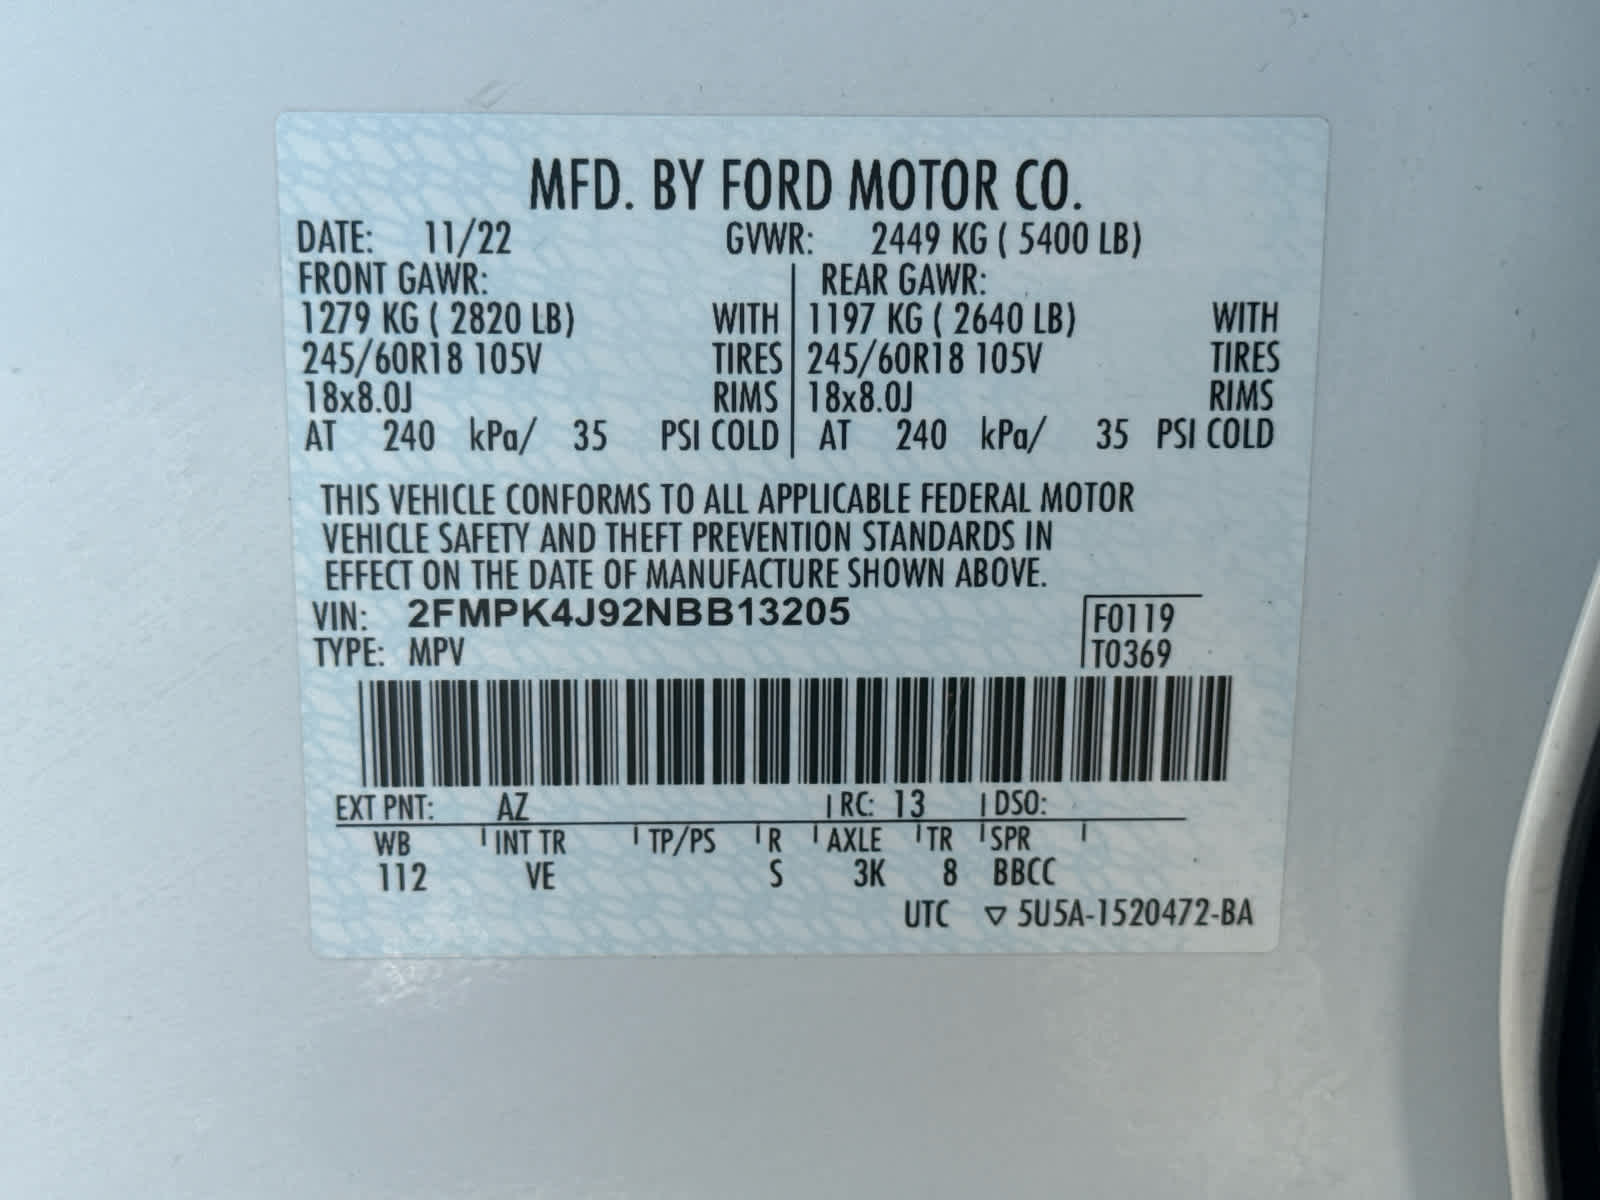 MFD. BY FORD MOTOR CO.
DATE: 11/22 GVWR: 2449 KG ( 5400 LB)
FRONT GAWR: REAR GAWR:
1279 KG ( 2820 LB) WITH 1197 KG ( 2640 LB) WITH
245/60R18 105V TIRES 245/60R18 105V TIRES
18x8.0J RIMS 18x8.0J RIMS
AT 240 kPa/ 35 PSI COLD AT 240 kPa/ 35 PSI COLD
THIS VEHICLE CONFORMS TO ALL APPLICABLE FEDERAL MOTOR
VEHICLE SAFETY AND THEFT PREVENTION STANDARDS IN
EFFECT ON THE DATE OF MANUFACTURE SHOWN ABOVE.
VIN: 2FMPK4J92NBB13205 F0119
TYPE: MPV T0369
EXT PNT: AZ RC: 13 DSO:
WB INT TR TP/PS R AXLE TR SPR
112 VE S 3K 8 BBCC
UTC ▽ 5U5A-1520472-BA